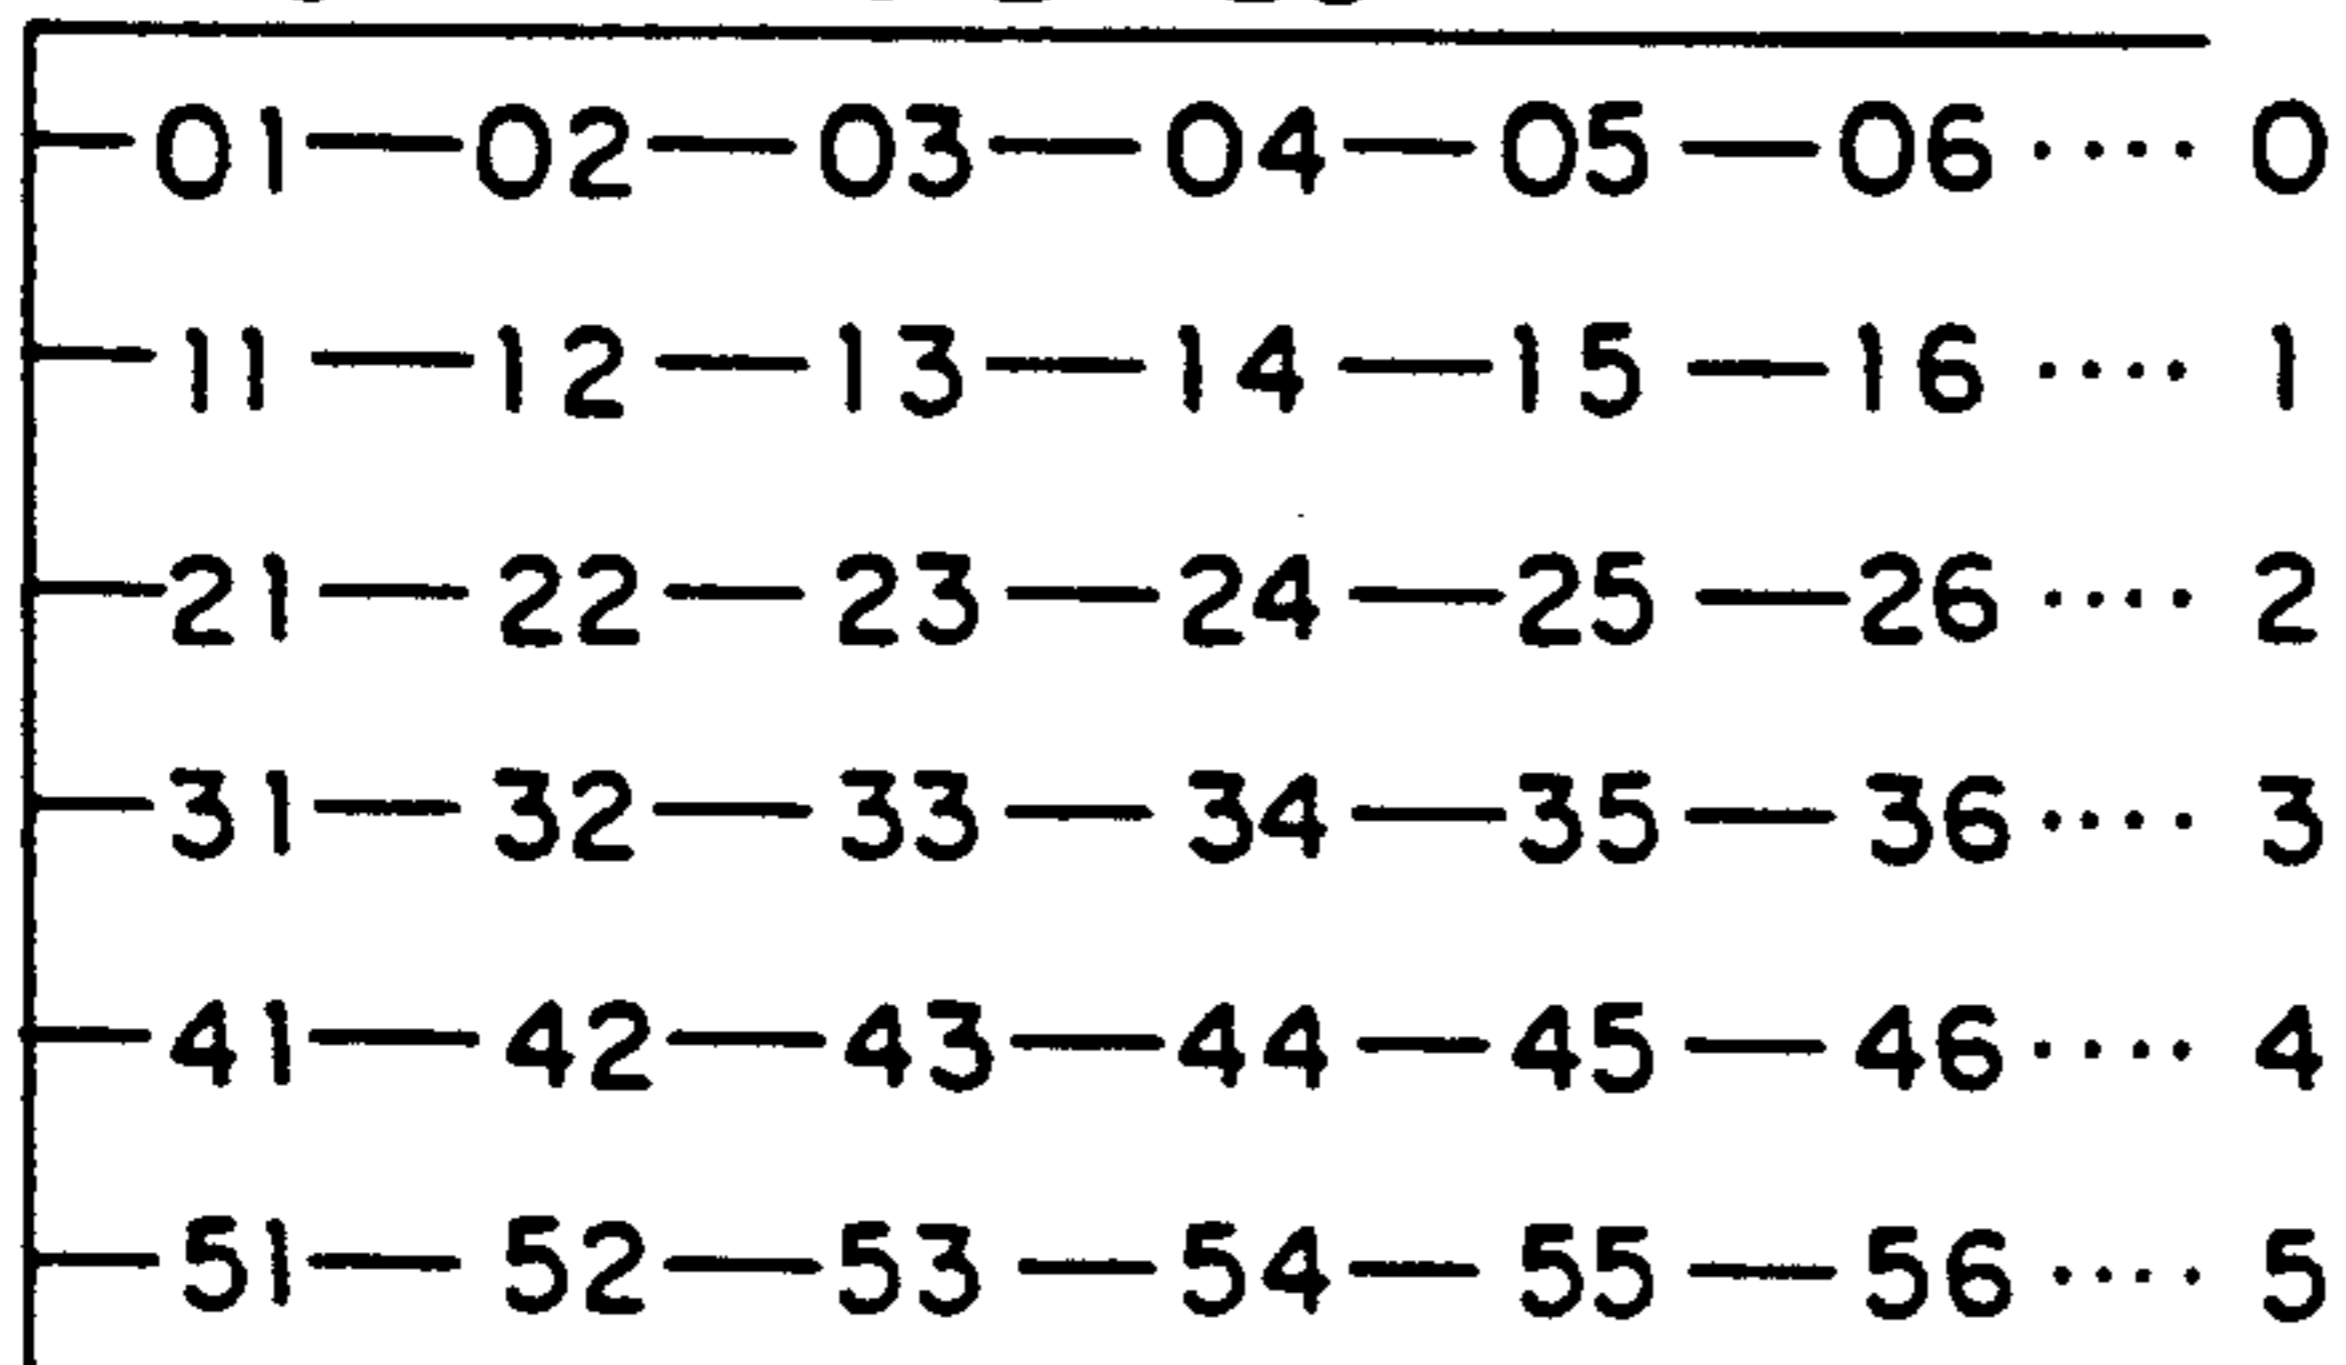 01—02—03—04—05—06 .... 0
11—12—13—14—15—16 .... 1
21—22—23—24—25—26 .... 2
31—32—33—34—35—36 .... 3
41—42—43—44—45—46 .... 4
51—52—53—54—55—56 .... 5